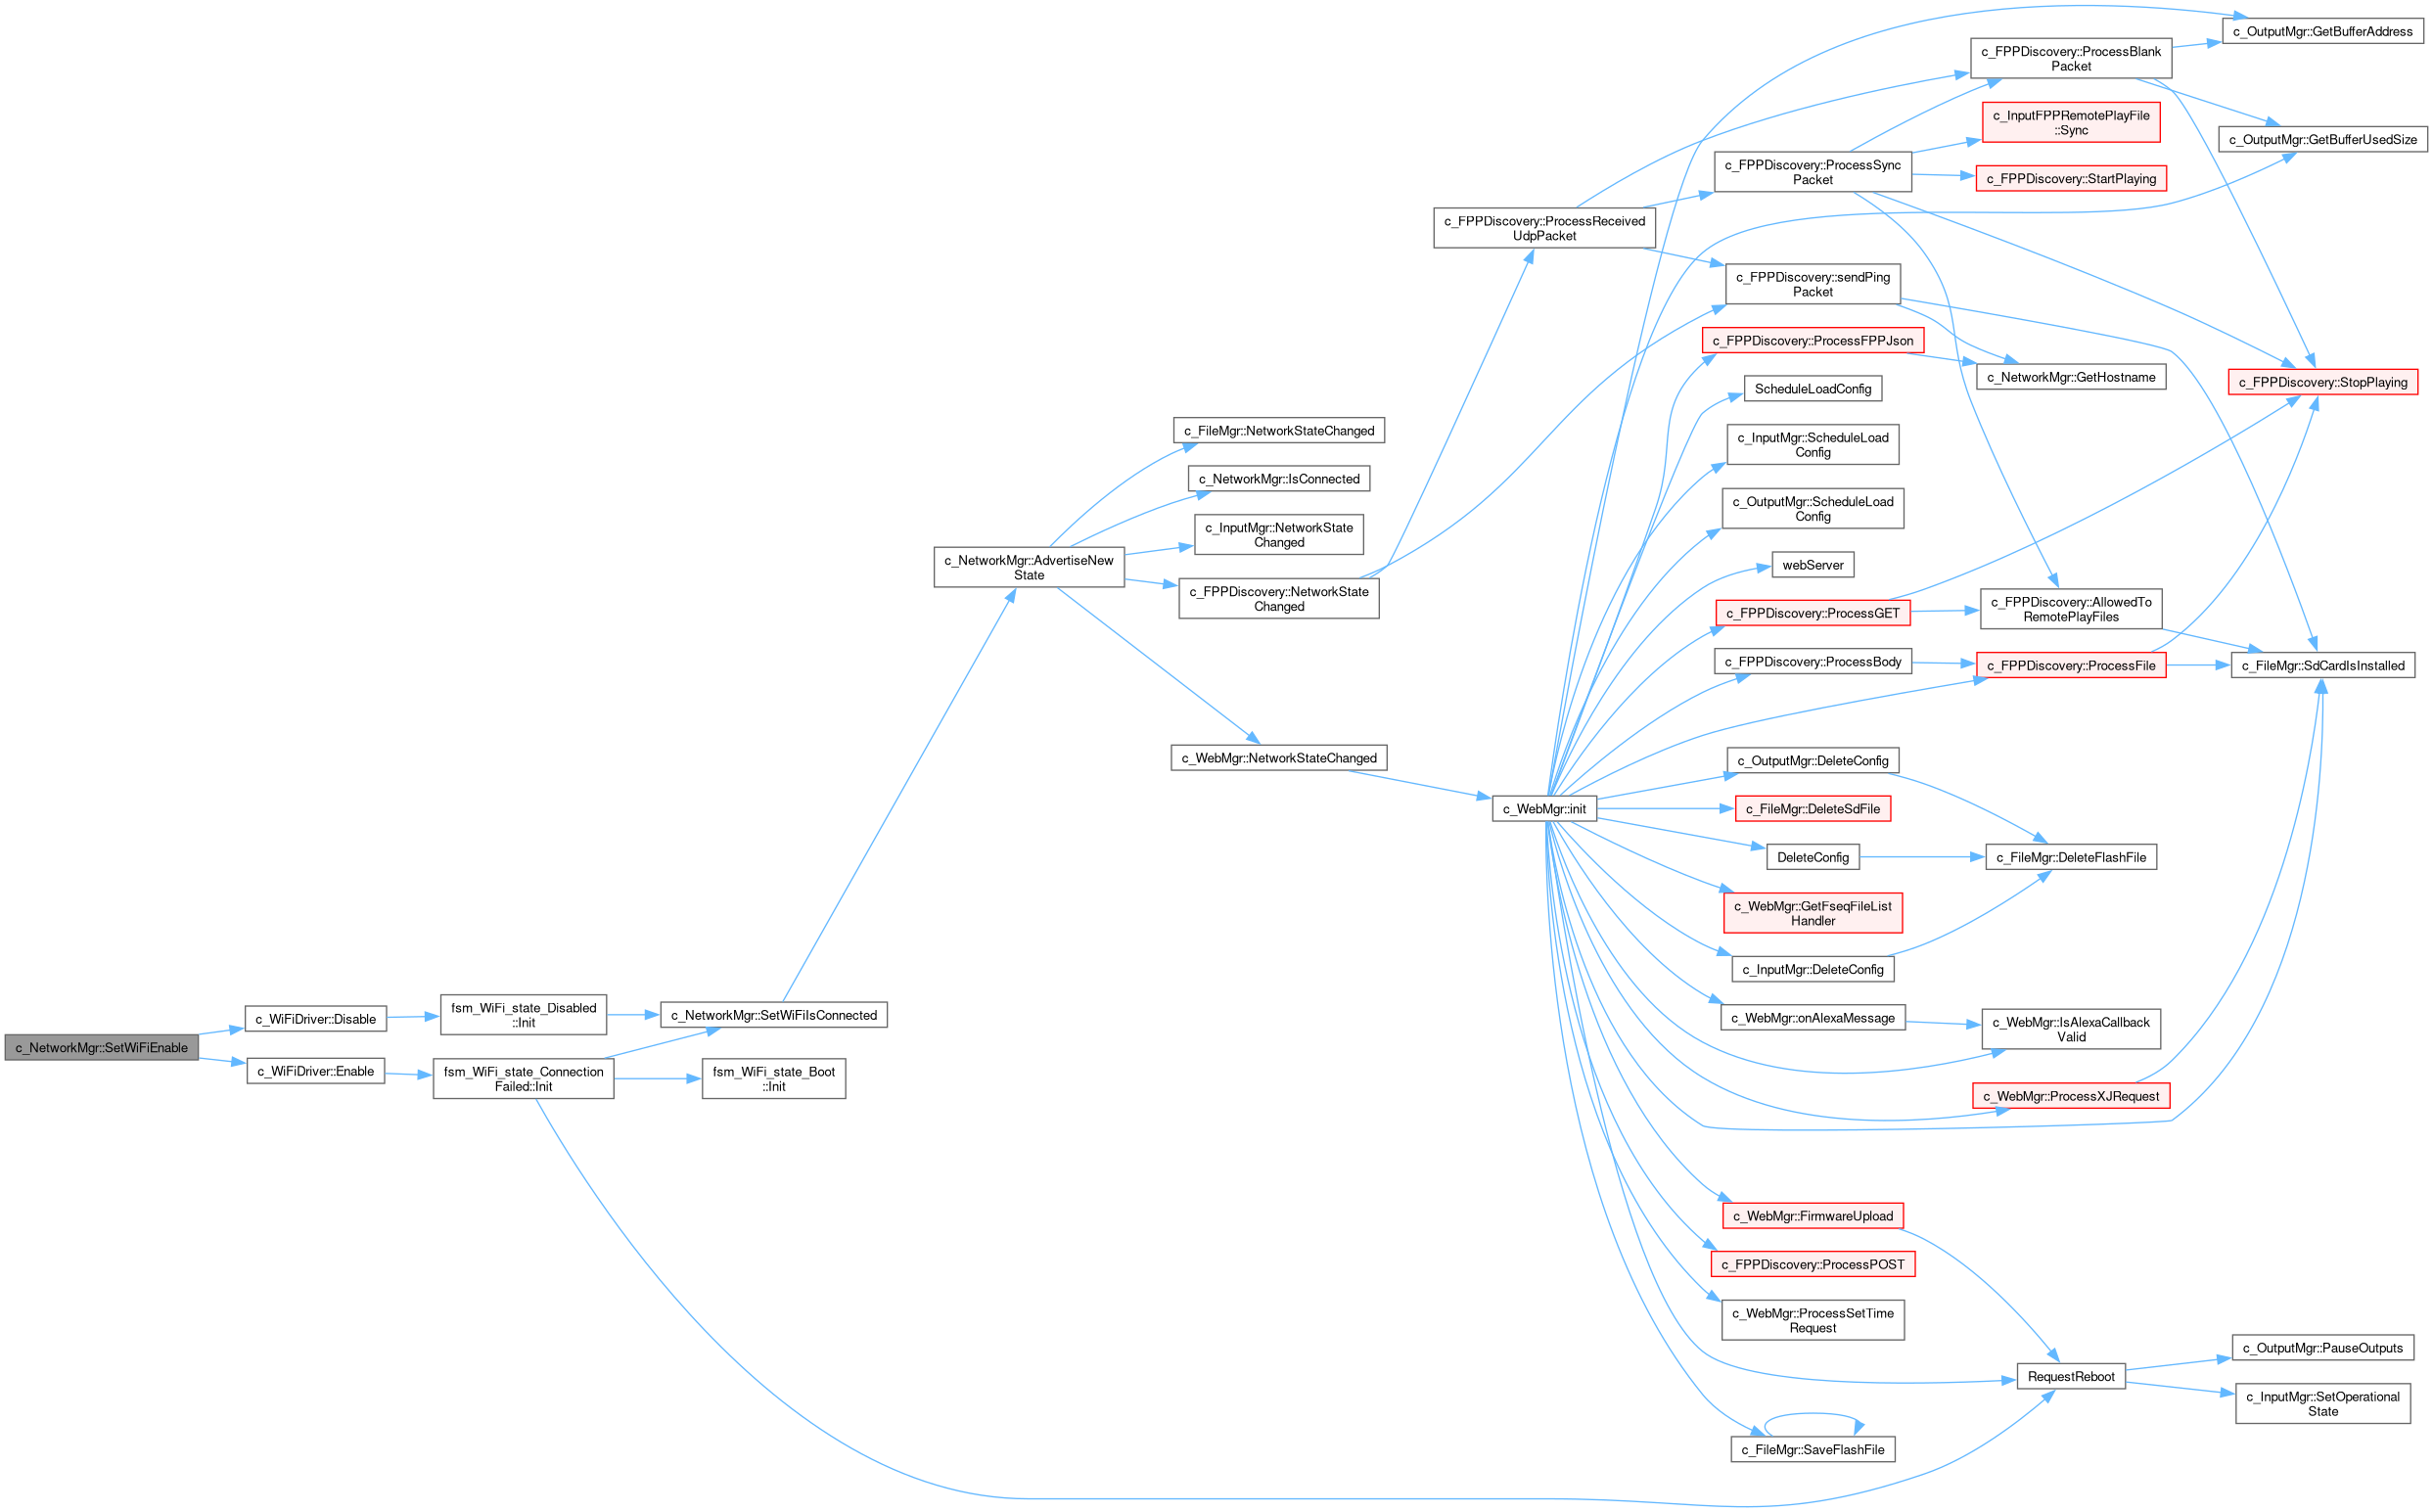 c_NetworkMgr::SetWiFiEnable
c_WiFiDriver::Disable
c_WiFiDriver::Enable
fsm_WiFi_state_Disabled
::Init
fsm_WiFi_state_Connection
Failed::Init
c_NetworkMgr::SetWiFiIsConnected
fsm_WiFi_state_Boot
::Init
c_NetworkMgr::AdvertiseNew
State
c_FileMgr::NetworkStateChanged
c_NetworkMgr::IsConnected
c_InputMgr::NetworkState
Changed
c_FPPDiscovery::NetworkState
Changed
c_WebMgr::NetworkStateChanged
c_FPPDiscovery::ProcessReceived
UdpPacket
c_WebMgr::init
c_FPPDiscovery::ProcessSync
Packet
c_FPPDiscovery::sendPing
Packet
c_FPPDiscovery::ProcessFPPJson
ScheduleLoadConfig
c_InputMgr::ScheduleLoad
Config
c_OutputMgr::ScheduleLoad
Config
webServer
c_FPPDiscovery::ProcessGET
c_FPPDiscovery::ProcessBody
c_OutputMgr::DeleteConfig
c_FileMgr::DeleteSdFile
DeleteConfig
c_WebMgr::GetFseqFileList
Handler
c_InputMgr::DeleteConfig
c_WebMgr::onAlexaMessage
c_WebMgr::FirmwareUpload
c_FPPDiscovery::ProcessPOST
c_WebMgr::ProcessSetTime
Request
c_FileMgr::SaveFlashFile
c_FPPDiscovery::ProcessBlank
Packet
c_InputFPPRemotePlayFile
::Sync
c_FPPDiscovery::StartPlaying
c_NetworkMgr::GetHostname
c_FPPDiscovery::AllowedTo
RemotePlayFiles
c_FPPDiscovery::ProcessFile
c_FileMgr::DeleteFlashFile
c_WebMgr::IsAlexaCallback
Valid
c_WebMgr::ProcessXJRequest
RequestReboot
c_OutputMgr::GetBufferAddress
c_OutputMgr::GetBufferUsedSize
c_FPPDiscovery::StopPlaying
c_FileMgr::SdCardIsInstalled
c_OutputMgr::PauseOutputs
c_InputMgr::SetOperational
State